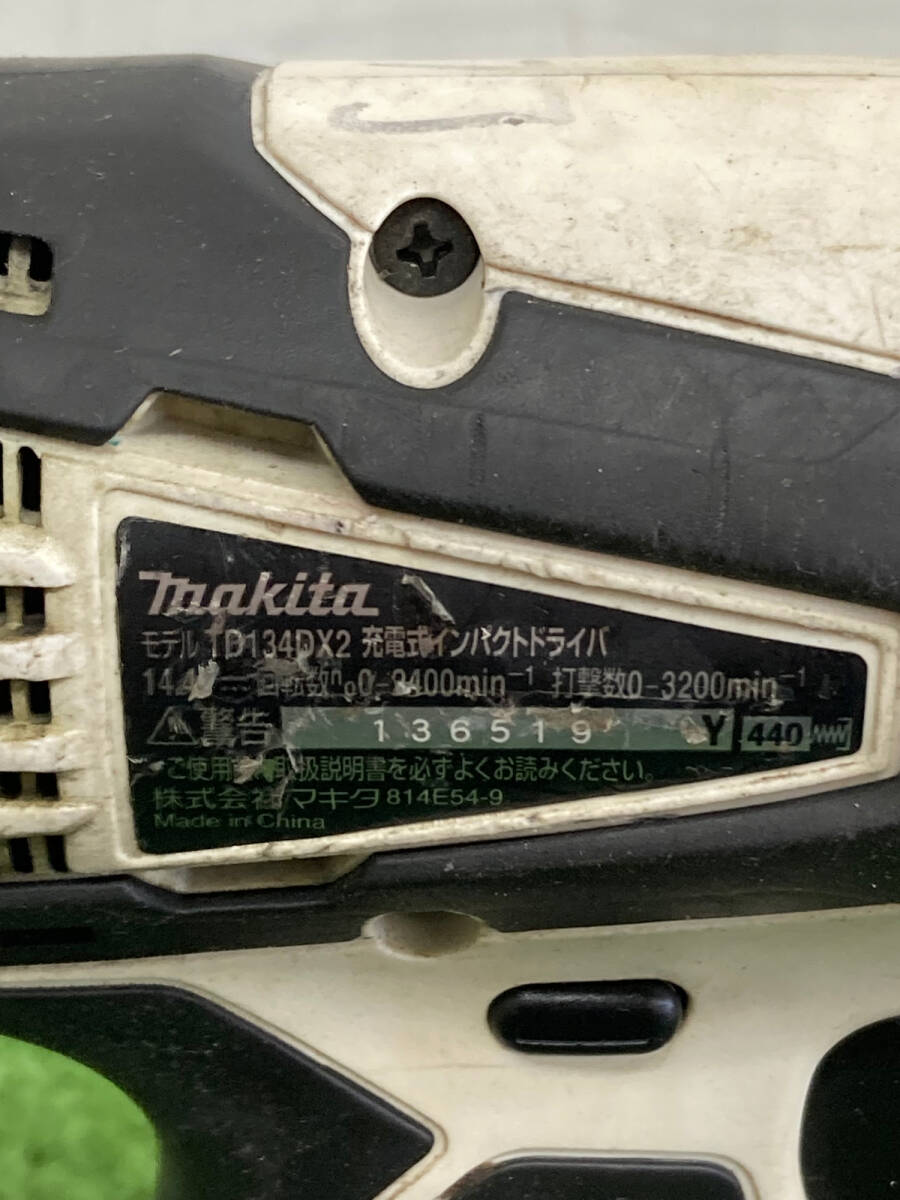 makita
モデル TD134DX2 充電式インパクトドライバ
回転数 0-2400min⁻¹ 打撃数0-3200min⁻¹
警告 136519 Y 440
ご使用 扱説明書を必ずよくお読みください。
株式会社マキタ 814E54-9
Made in China